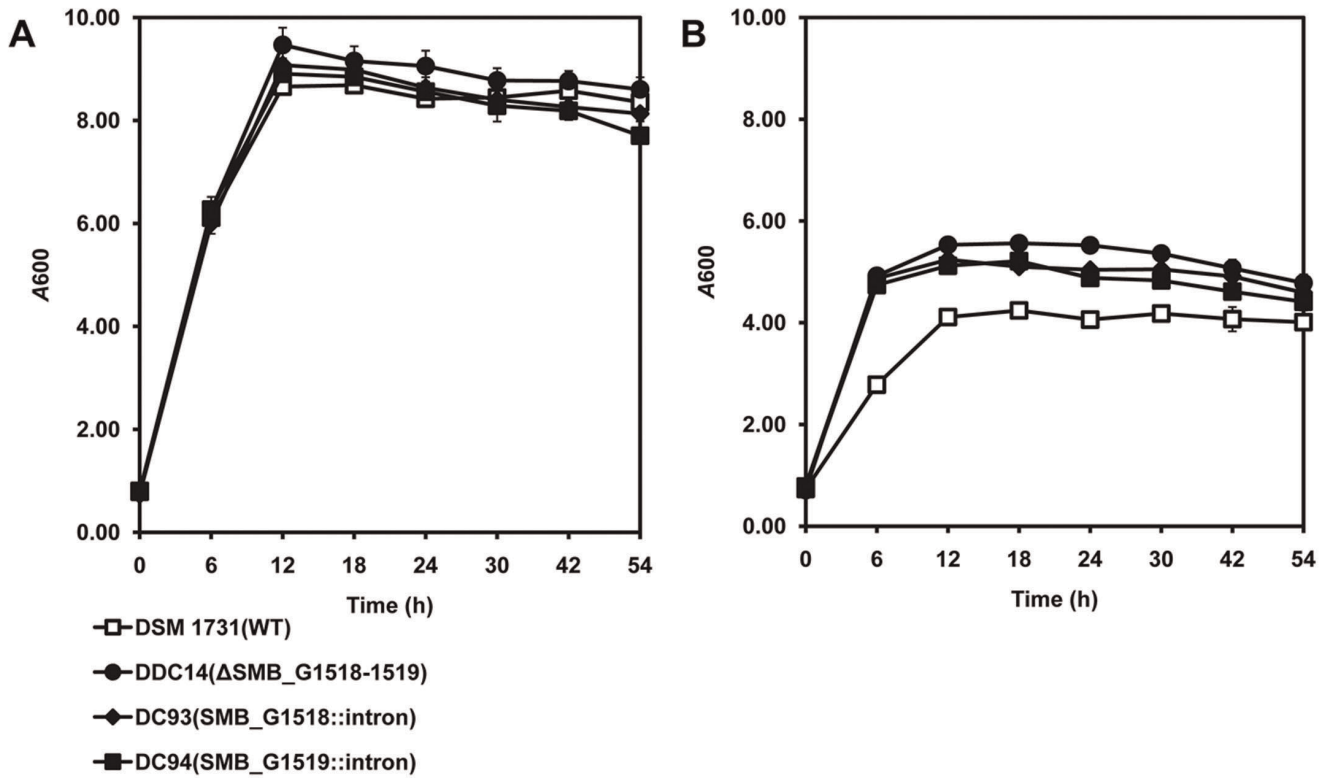 A
B
10.00
8.00
6.00
4.00
2.00
0.00
A600
0 6 12 18 24 30 42 54
Time (h)
10.00
8.00
6.00
4.00
2.00
0.00
A600
0 6 12 18 24 30 42 54
Time (h)
DSM 1731(WT)
DDC14(ΔSMB_G1518-1519)
DC93(SMB_G1518::intron)
DC94(SMB_G1519::intron)